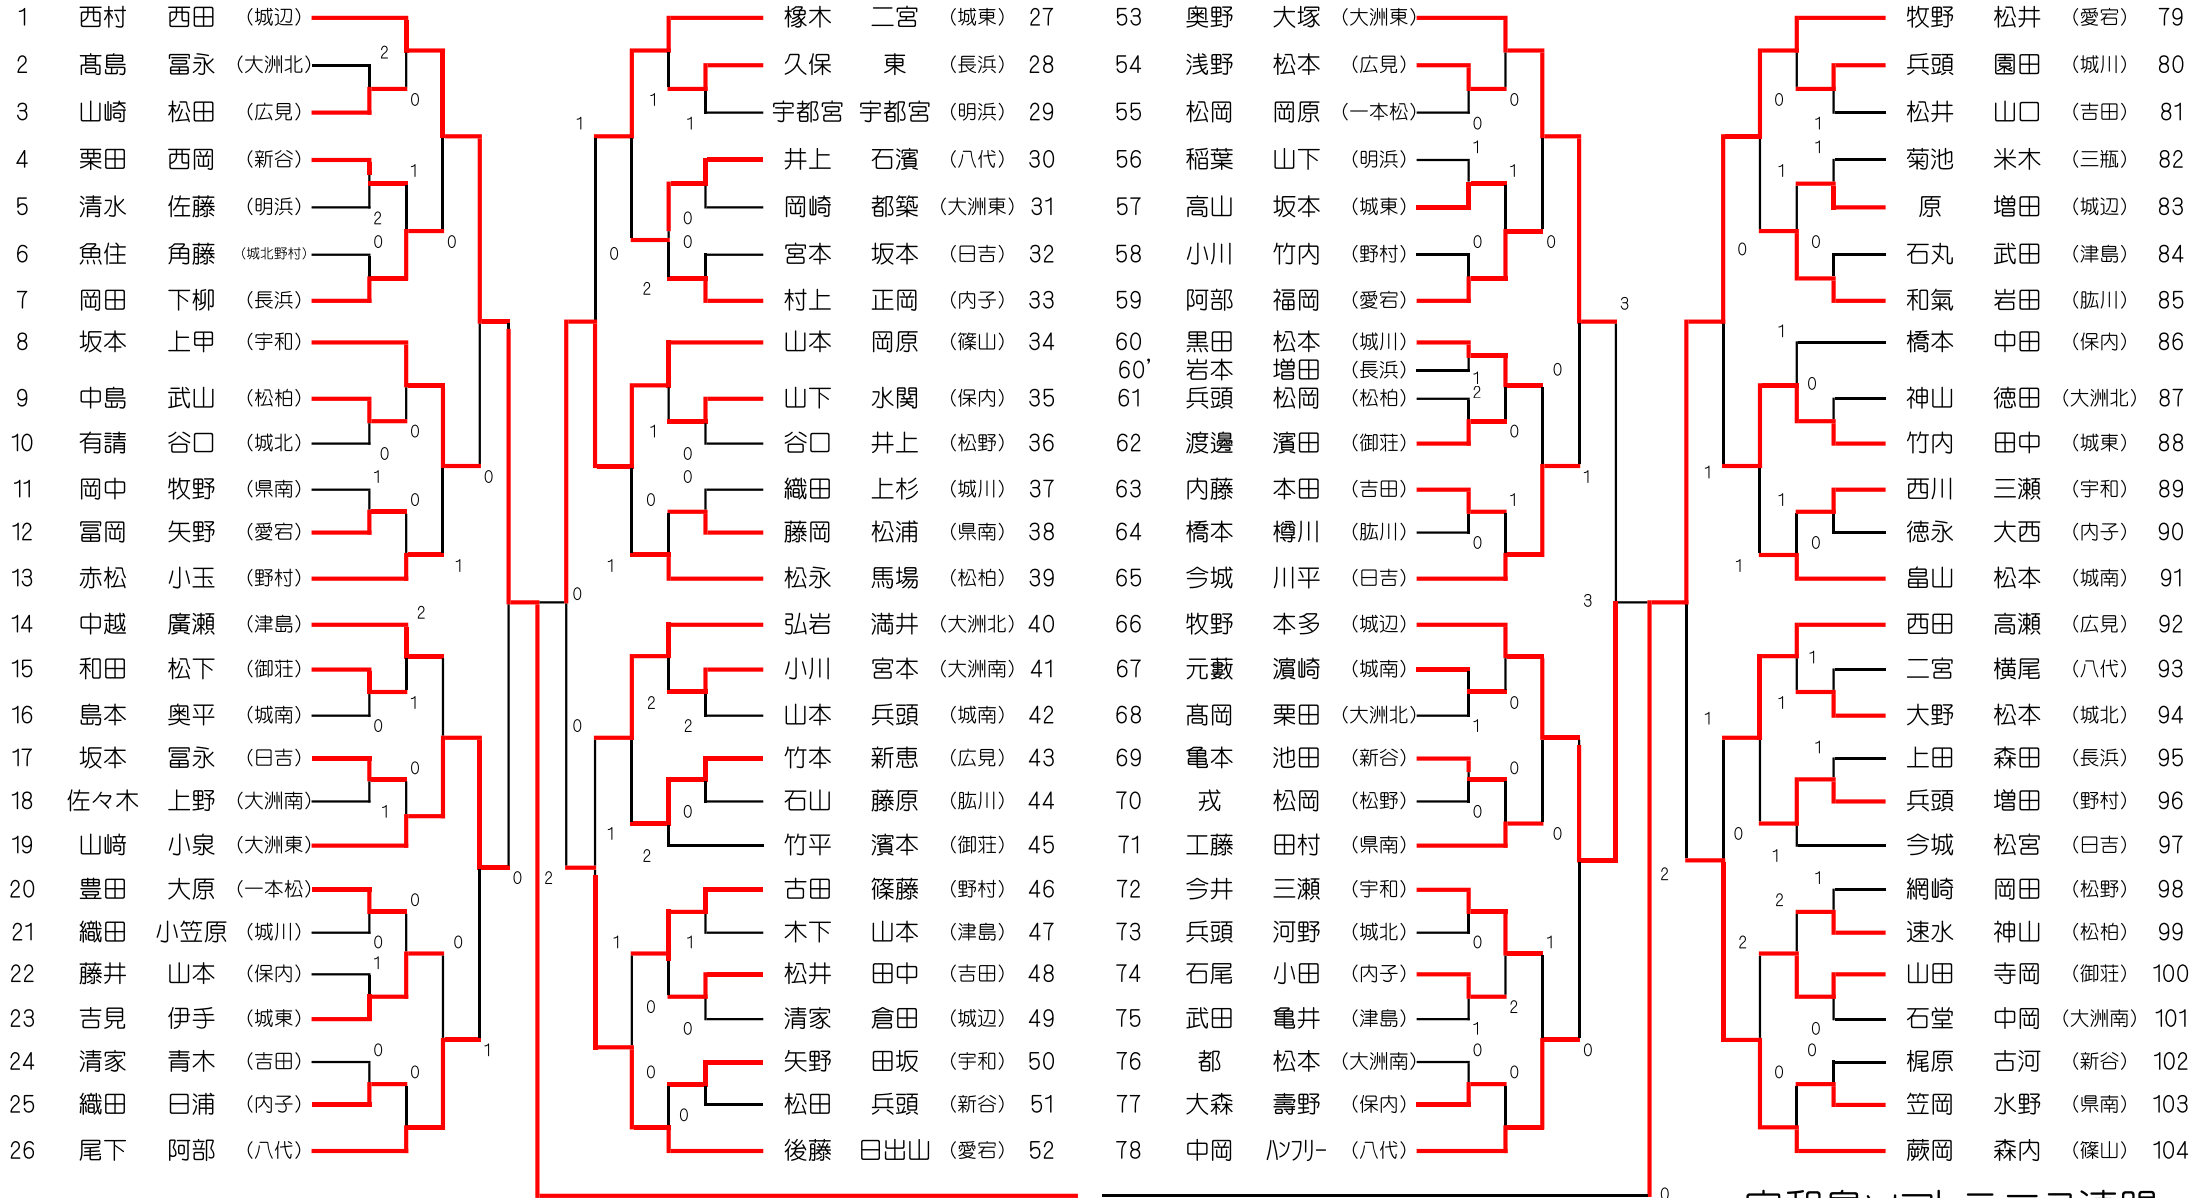 1 西村 西田 (城辺)
2 髙島 冨永 (大洲北)
3 山崎 松田 (広見)
4 栗田 西岡 (新谷)
5 清水 佐藤 (明浜)
6 魚住 角藤 (城北野村)
7 岡田 下柳 (長浜)
8 坂本 上甲 (宇和)
9 中島 武山 (松柏)
10 有請 谷口 (城北)
11 岡中 牧野 (県南)
12 冨岡 矢野 (愛宕)
13 赤松 小玉 (野村)
14 中越 廣瀬 (津島)
15 和田 松下 (御荘)
16 島本 奥平 (城南)
17 坂本 冨永 (日吉)
18 佐々木 上野 (大洲南)
19 山﨑 小泉 (大洲東)
20 豊田 大原 (一本松)
21 織田 小笠原 (城川)
22 藤井 山本 (保内)
23 吉見 伊手 (城東)
24 清家 青木 (吉田)
25 織田 日浦 (内子)
26 尾下 阿部 (八代)
橡木 二宮 (城東) 27
久保 東 (長浜) 28
宇都宮 宇都宮 (明浜) 29
井上 石濱 (八代) 30
岡崎 都築 (大洲東) 31
宮本 坂本 (日吉) 32
村上 正岡 (内子) 33
山本 岡原 (篠山) 34
山下 水関 (保内) 35
谷口 井上 (松野) 36
織田 上杉 (城川) 37
藤岡 松浦 (県南) 38
松永 馬場 (松柏) 39
弘岩 満井 (大洲北) 40
小川 宮本 (大洲南) 41
山本 兵頭 (城南) 42
竹本 新恵 (広見) 43
石山 藤原 (肱川) 44
竹平 濱本 (御荘) 45
古田 篠藤 (野村) 46
木下 山本 (津島) 47
松井 田中 (吉田) 48
清家 倉田 (城辺) 49
矢野 田坂 (宇和) 50
松田 兵頭 (新谷) 51
後藤 日出山 (愛宕) 52
53 奥野 大塚 (大洲東)
54 浅野 松本 (広見)
55 松岡 岡原 (一本松)
56 稲葉 山下 (明浜)
57 高山 坂本 (城東)
58 小川 竹内 (野村)
59 阿部 福岡 (愛宕)
60 黒田 松本 (城川)
60' 岩本 増田 (長浜)
61 兵頭 松岡 (松柏)
62 渡邊 濱田 (御荘)
63 内藤 本田 (吉田)
64 橋本 樽川 (肱川)
65 今城 川平 (日吉)
66 牧野 本多 (城辺)
67 元藪 濵崎 (城南)
68 髙岡 栗田 (大洲北)
69 亀本 池田 (新谷)
70 戎 松岡 (松野)
71 工藤 田村 (県南)
72 今井 三瀬 (宇和)
73 兵頭 河野 (城北)
74 石尾 小田 (内子)
75 武田 亀井 (津島)
76 都 松本 (大洲南)
77 大森 壽野 (保内)
78 中岡 ﾊﾝﾌﾘｰ (八代)
牧野 松井 (愛宕) 79
兵頭 園田 (城川) 80
松井 山口 (吉田) 81
菊池 米木 (三瓶) 82
原 増田 (城辺) 83
石丸 武田 (津島) 84
和氣 岩田 (肱川) 85
橋本 中田 (保内) 86
神山 徳田 (大洲北) 87
竹内 田中 (城東) 88
西川 三瀬 (宇和) 89
徳永 大西 (内子) 90
畠山 松本 (城南) 91
西田 高瀬 (広見) 92
二宮 横尾 (八代) 93
大野 松本 (城北) 94
上田 森田 (長浜) 95
兵頭 増田 (野村) 96
今城 松宮 (日吉) 97
網崎 岡田 (松野) 98
速水 神山 (松柏) 99
山田 寺岡 (御荘) 100
石堂 中岡 (大洲南) 101
梶原 古河 (新谷) 102
笠岡 水野 (県南) 103
蕨岡 森内 (篠山) 104